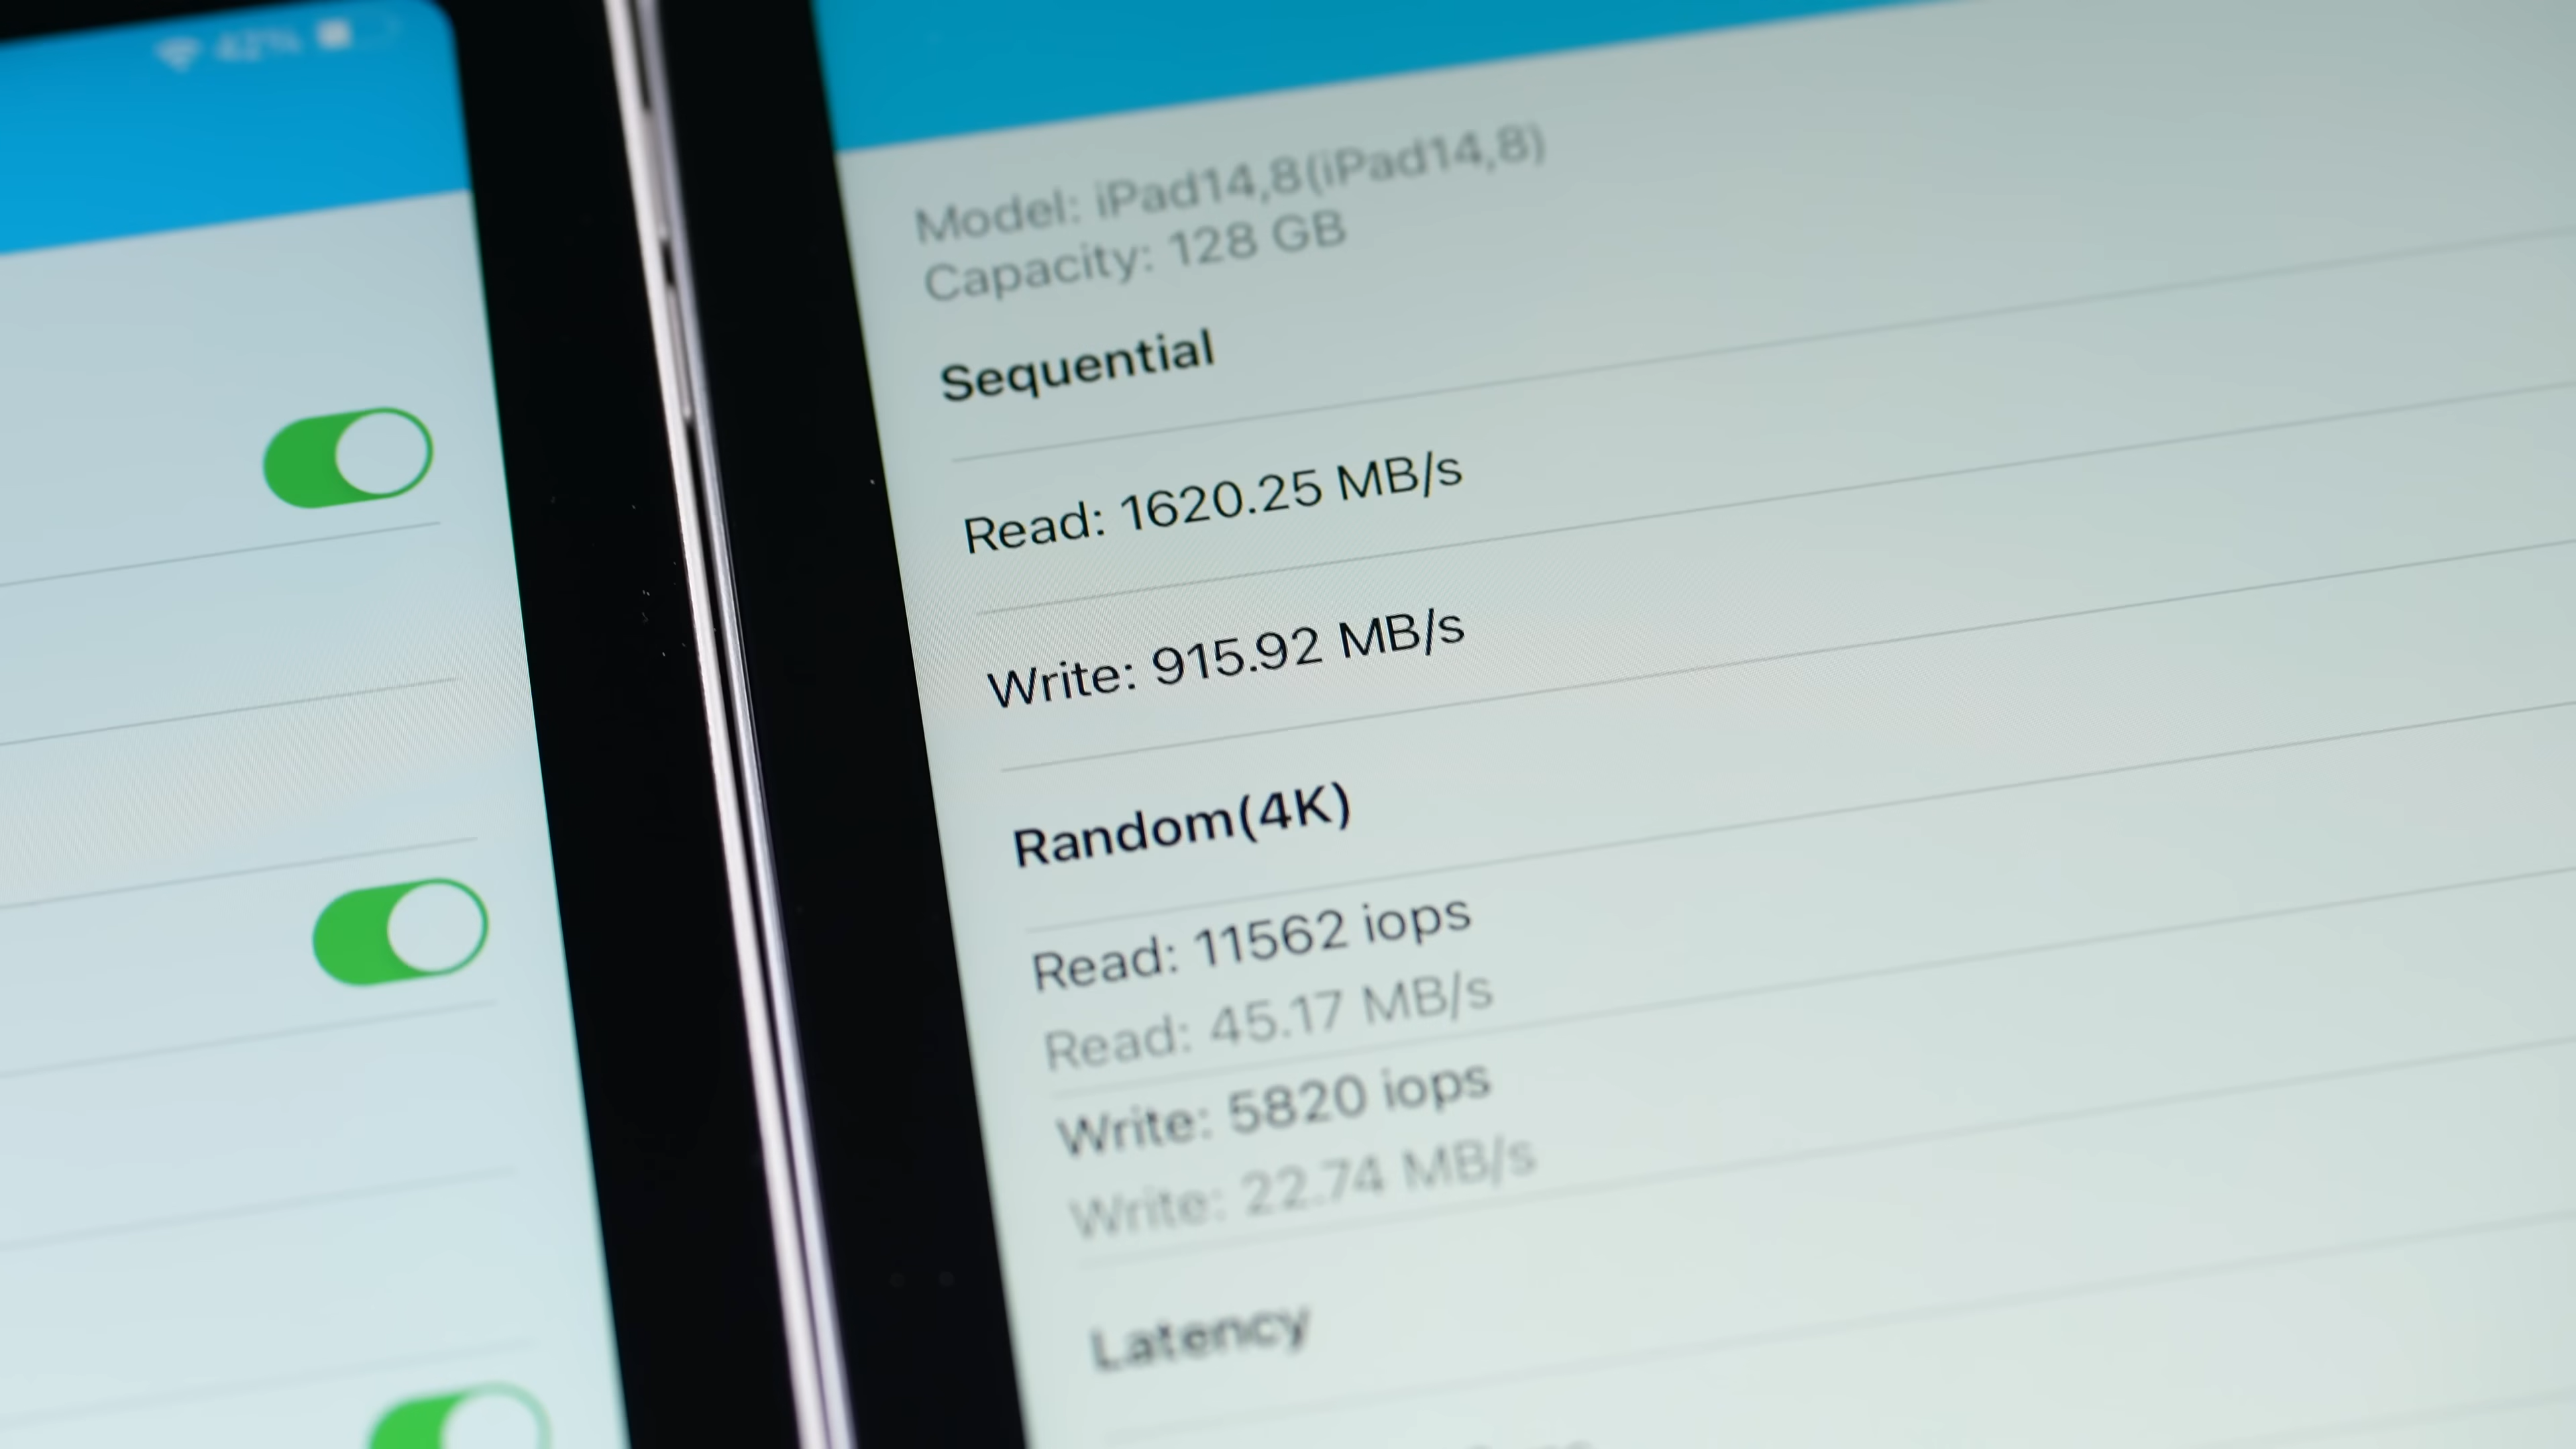 42%
Model: iPad14,8(iPad14,8)
Capacity: 128 GB
Sequential
Read: 1620.25 MB/s
Write: 915.92 MB/s
Random(4K)
Read: 11562 iops
Read: 45.17 MB/s
Write: 5820 iops
Write: 22.74 MB/s
Latency